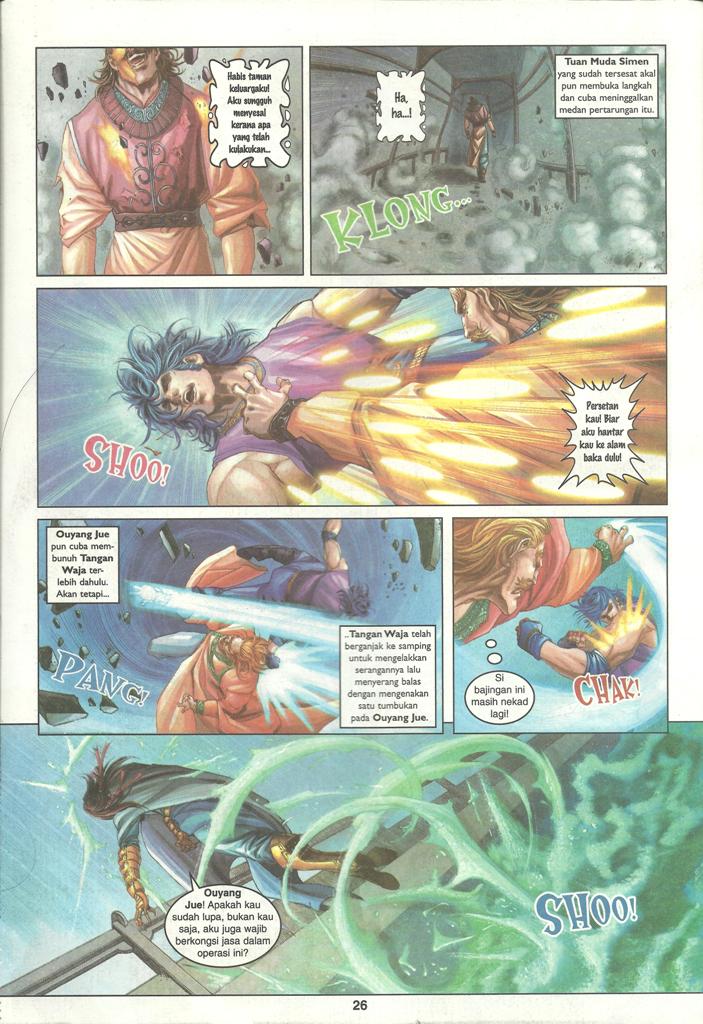 Habis taman
keluargaku!
Aku sungguh
menyesal
kerana apa
yang telah
kulakukan...
Ha,
ha...!
Tuan Muda Simen
yang sudah tersesat akal
pun membuka langkah
dan cuba meninggalkan
medan pertarungan itu.
KLONG...
SHOO!
Persetan
kau! Biar
aku hantar
kau ke alam
baka dulu!
Ouyang Jue
pun cuba mem-
bunuh Tangan
Waja ter-
lebih dahulu.
Akan tetapi...
PANG!
..Tangan Waja telah
berganjak ke samping
untuk mengelakkan
serangannya lalu
menyerang balas
dengan mengenakan
satu tumbukan
pada Ouyang Jue.
Si
bajingan ini
masih nekad
lagi!
CHAK!
Ouyang
Jue! Apakah kau
sudah lupa, bukan kau
saja, aku juga wajib
berkongsi jasa dalam
operasi ini?
SHOO!
26